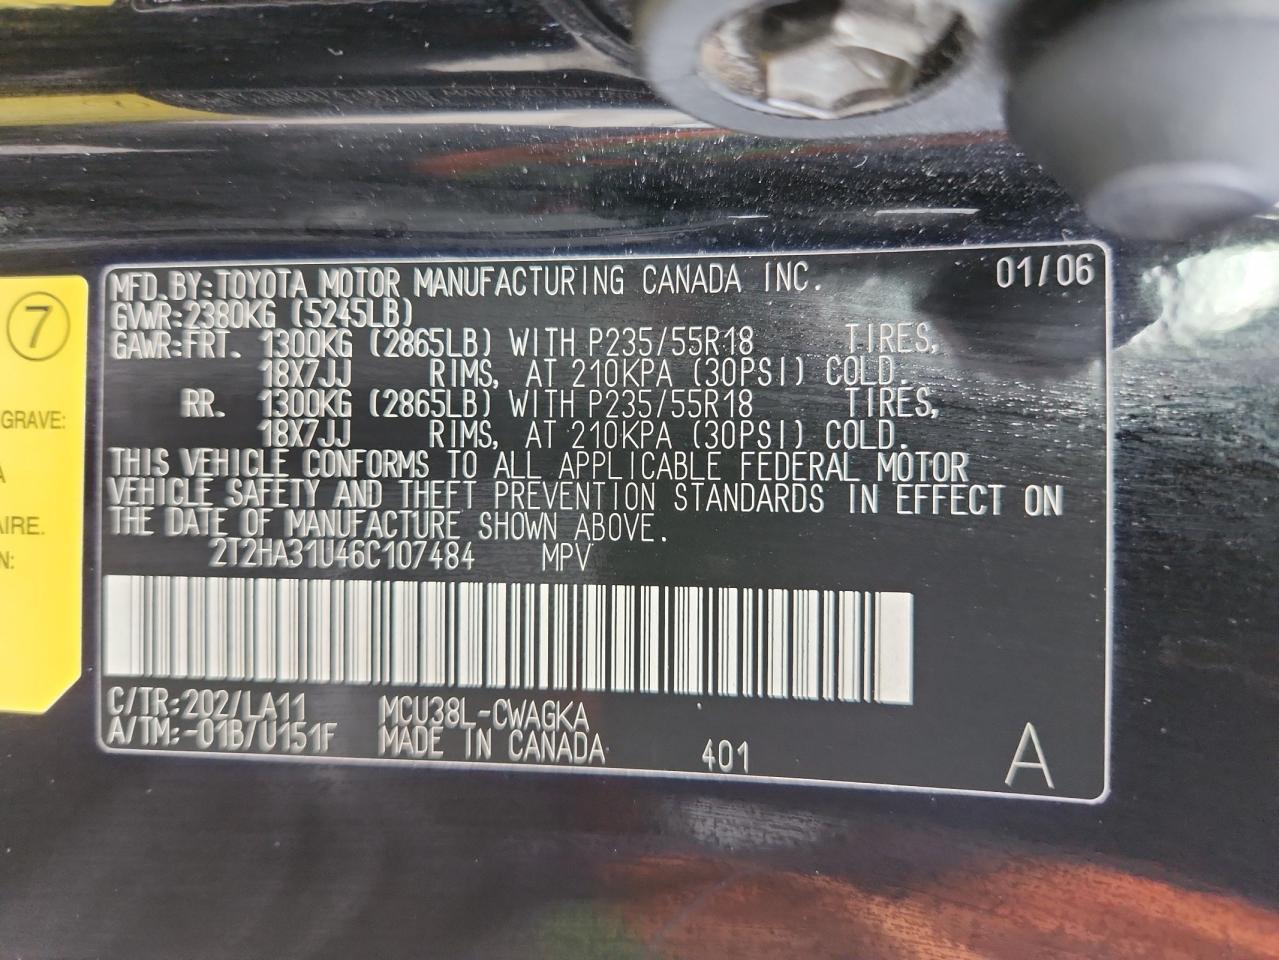 MFD. BY: TOYOTA MOTOR MANUFACTURING CANADA INC. 01/06
GVWR: 2380KG (5245LB)
GAWR: FRT. 1300KG (2865LB) WITH P235/55R18 TIRES,
18X7JJ RIMS, AT 210KPA (30PSI) COLD.
RR. 1300KG (2865LB) WITH P235/55R18 TIRES,
18X7JJ RIMS, AT 210KPA (30PSI) COLD.
THIS VEHICLE CONFORMS TO ALL APPLICABLE FEDERAL MOTOR
VEHICLE SAFETY AND THEFT PREVENTION STANDARDS IN EFFECT ON
THE DATE OF MANUFACTURE SHOWN ABOVE.
2T2HA31U46C107484 MPV
C/TR: 202/LA11 MCU38L-CWAGKA
A/TM: -01B/U151F MADE IN CANADA 401 A
7
GRAVE:
A
AIRE.
N: